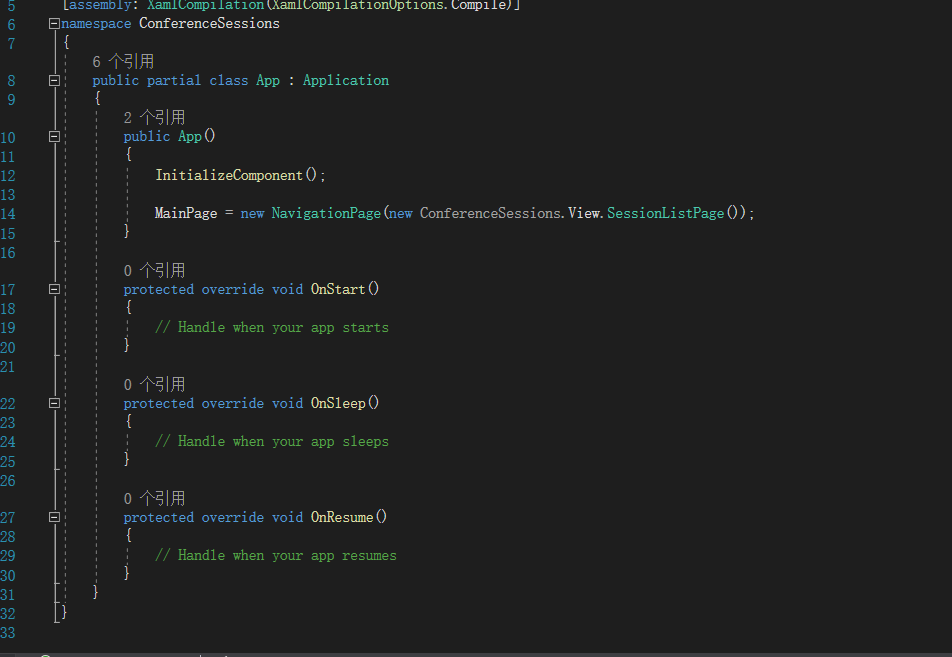 5 [assembly: XamlCompilation(XamlCompilationOptions.Compile)]
6 namespace ConferenceSessions
7 {
6 个引用
8 public partial class App : Application
9 {
2 个引用
10 public App()
11 {
12 InitializeComponent();
13
14 MainPage = new NavigationPage(new ConferenceSessions.View.SessionListPage());
15 }
16
0 个引用
17 protected override void OnStart()
18 {
19 // Handle when your app starts
20 }
21
0 个引用
22 protected override void OnSleep()
23 {
24 // Handle when your app sleeps
25 }
26
0 个引用
27 protected override void OnResume()
28 {
29 // Handle when your app resumes
30 }
31 }
32 }
33